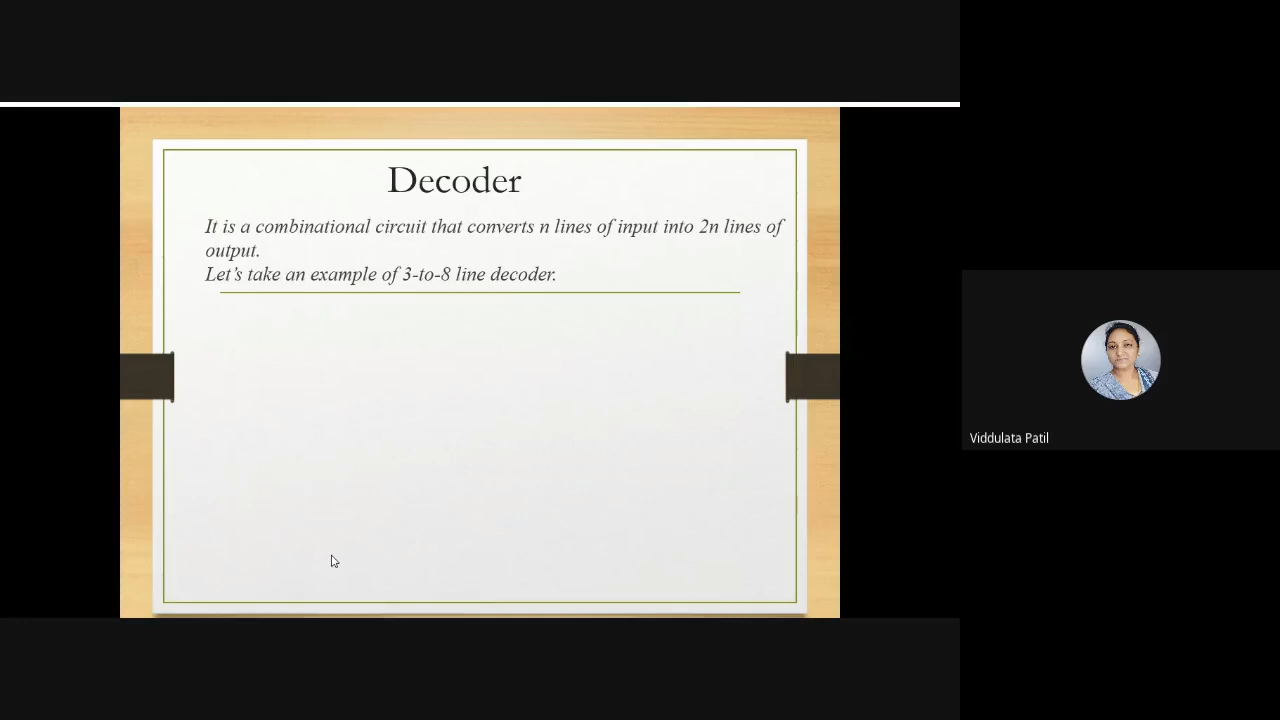 Decoder
It is a combinational circuit that converts n lines of input into 2n lines of
output.
Let's take an example of 3-to-8 line decoder.
Viddulata Patil